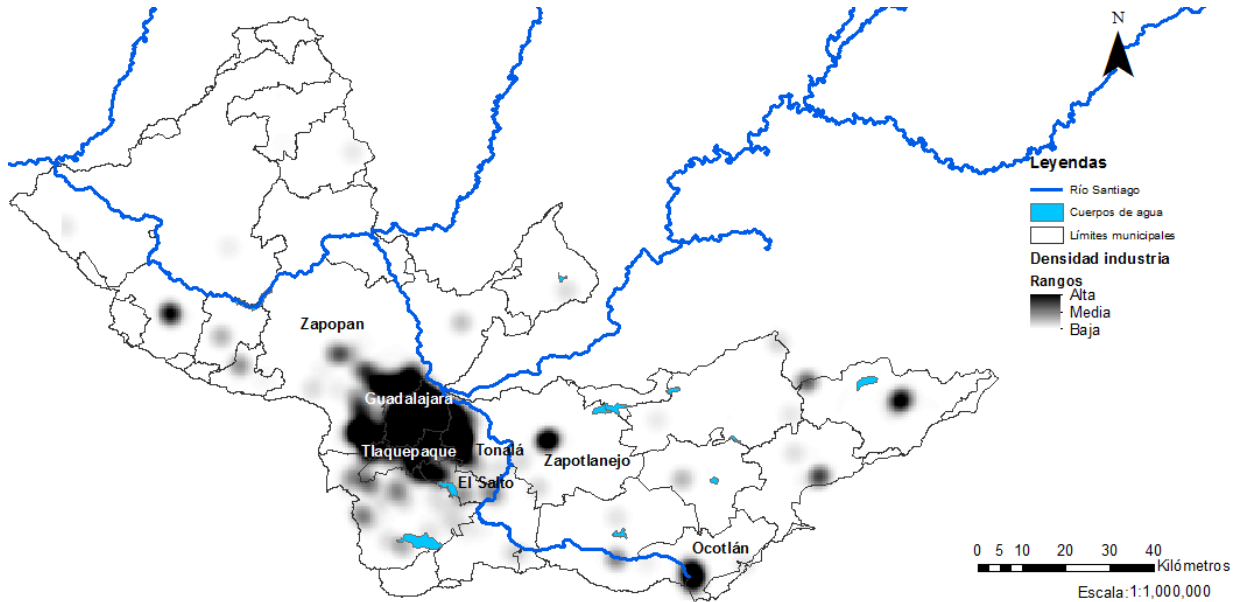 N
Leyendas
Río Santiago
Cuerpos de agua
Límites municipales
Densidad industria
Rangos
Alta
Media
Baja
Zapopan
Guadalajara
Tlaquepaque
Tonalá
Zapotlanejo
El Salto
Ocotlán
0 5 10 20 30 40
Kilómetros
Escala:1:1,000,000